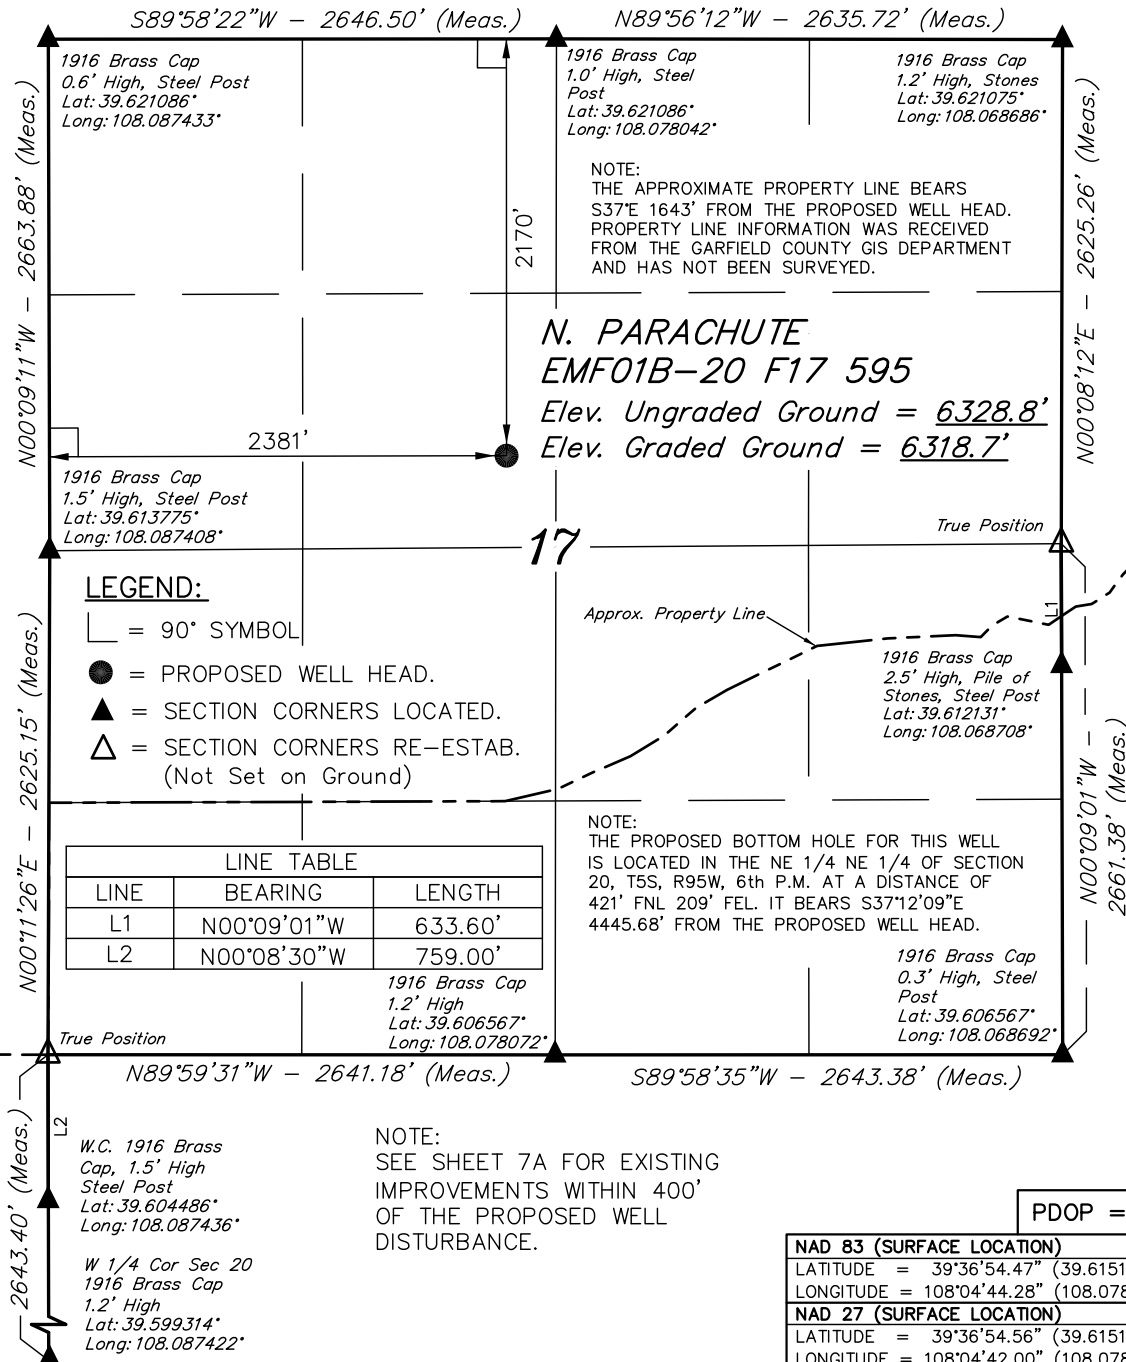 S89°58'22"W - 2646.50' (Meas.)
N89°56'12"W - 2635.72' (Meas.)
1916 Brass Cap
0.6' High, Steel Post
Lat: 39.621086°
Long: 108.087433°
1916 Brass Cap
1.0' High, Steel
Post
Lat: 39.621086°
Long: 108.078042°
1916 Brass Cap
1.2' High, Stones
Lat: 39.621075°
Long: 108.068686°
N00°09'11"W - 2663.88' (Meas.)
N00°08'12"E - 2625.26' (Meas.)
NOTE:
THE APPROXIMATE PROPERTY LINE BEARS
S37°E 1643' FROM THE PROPOSED WELL HEAD.
PROPERTY LINE INFORMATION WAS RECEIVED
FROM THE GARFIELD COUNTY GIS DEPARTMENT
AND HAS NOT BEEN SURVEYED.
2170'
N. PARACHUTE
EMF01B-20 F17 595
Elev. Ungraded Ground = 6328.8'
Elev. Graded Ground = 6318.7'
2381'
1916 Brass Cap
1.5' High, Steel Post
Lat: 39.613775°
Long: 108.087408°
True Position
17
LEGEND:
= 90° SYMBOL
= PROPOSED WELL HEAD.
= SECTION CORNERS LOCATED.
= SECTION CORNERS RE-ESTAB.
(Not Set on Ground)
Approx. Property Line
L1
1916 Brass Cap
2.5' High, Pile of
Stones, Steel Post
Lat: 39.612131°
Long: 108.068708°
N00°11'26"E - 2625.15' (Meas.)
N00°09'01"W -
2661.38' (Meas.)
LINE TABLE
LINE BEARING LENGTH
L1 N00°09'01"W 633.60'
L2 N00°08'30"W 759.00'
NOTE:
THE PROPOSED BOTTOM HOLE FOR THIS WELL
IS LOCATED IN THE NE 1/4 NE 1/4 OF SECTION
20, T5S, R95W, 6th P.M. AT A DISTANCE OF
421' FNL 209' FEL. IT BEARS S37°12'09"E
4445.68' FROM THE PROPOSED WELL HEAD.
1916 Brass Cap
1.2' High
Lat: 39.606567°
Long: 108.078072°
1916 Brass Cap
0.3' High, Steel
Post
Lat: 39.606567°
Long: 108.068692°
True Position
N89°59'31"W - 2641.18' (Meas.)
S89°58'35"W - 2643.38' (Meas.)
L2
2643.40' (Meas.)
W.C. 1916 Brass
Cap, 1.5' High
Steel Post
Lat: 39.604486°
Long: 108.087436°
W 1/4 Cor Sec 20
1916 Brass Cap
1.2' High
Lat: 39.599314°
Long: 108.087422°
NOTE:
SEE SHEET 7A FOR EXISTING
IMPROVEMENTS WITHIN 400'
OF THE PROPOSED WELL
DISTURBANCE.
PDOP =
NAD 83 (SURFACE LOCATION)
LATITUDE = 39°36'54.47" (39.6151
LONGITUDE = 108°04'44.28" (108.078
NAD 27 (SURFACE LOCATION)
LATITUDE = 39°36'54.56" (39.6151
LONGITUDE = 108°04'42.00" (108.078